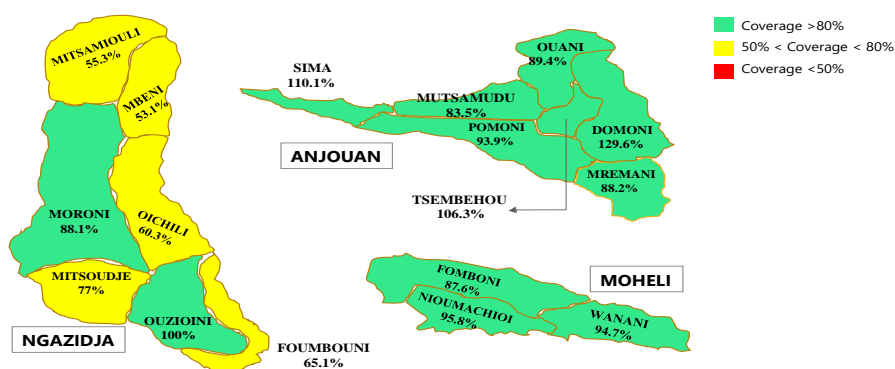 MITSAMIOULI
55.3%
MBENI
53.1%
MORONI
88.1%
OICHILI
60.3%
MITSOUDJE
77%
OUZIOINI
100%
NGAZIDJA
FOUMBOUNI
65.1%
SIMA
110.1%
OUANI
89.4%
MUTSAMUDU
83.5%
POMONI
93.9%
DOMONI
129.6%
ANJOUAN
MREMANI
88.2%
TSEMBEHOU
106.3%
FOMBONI
87.6%
MOHELI
NIOUMACHIOI
95.8%
WANANI
94.7%
Coverage >80%
50% < Coverage < 80%
Coverage <50%